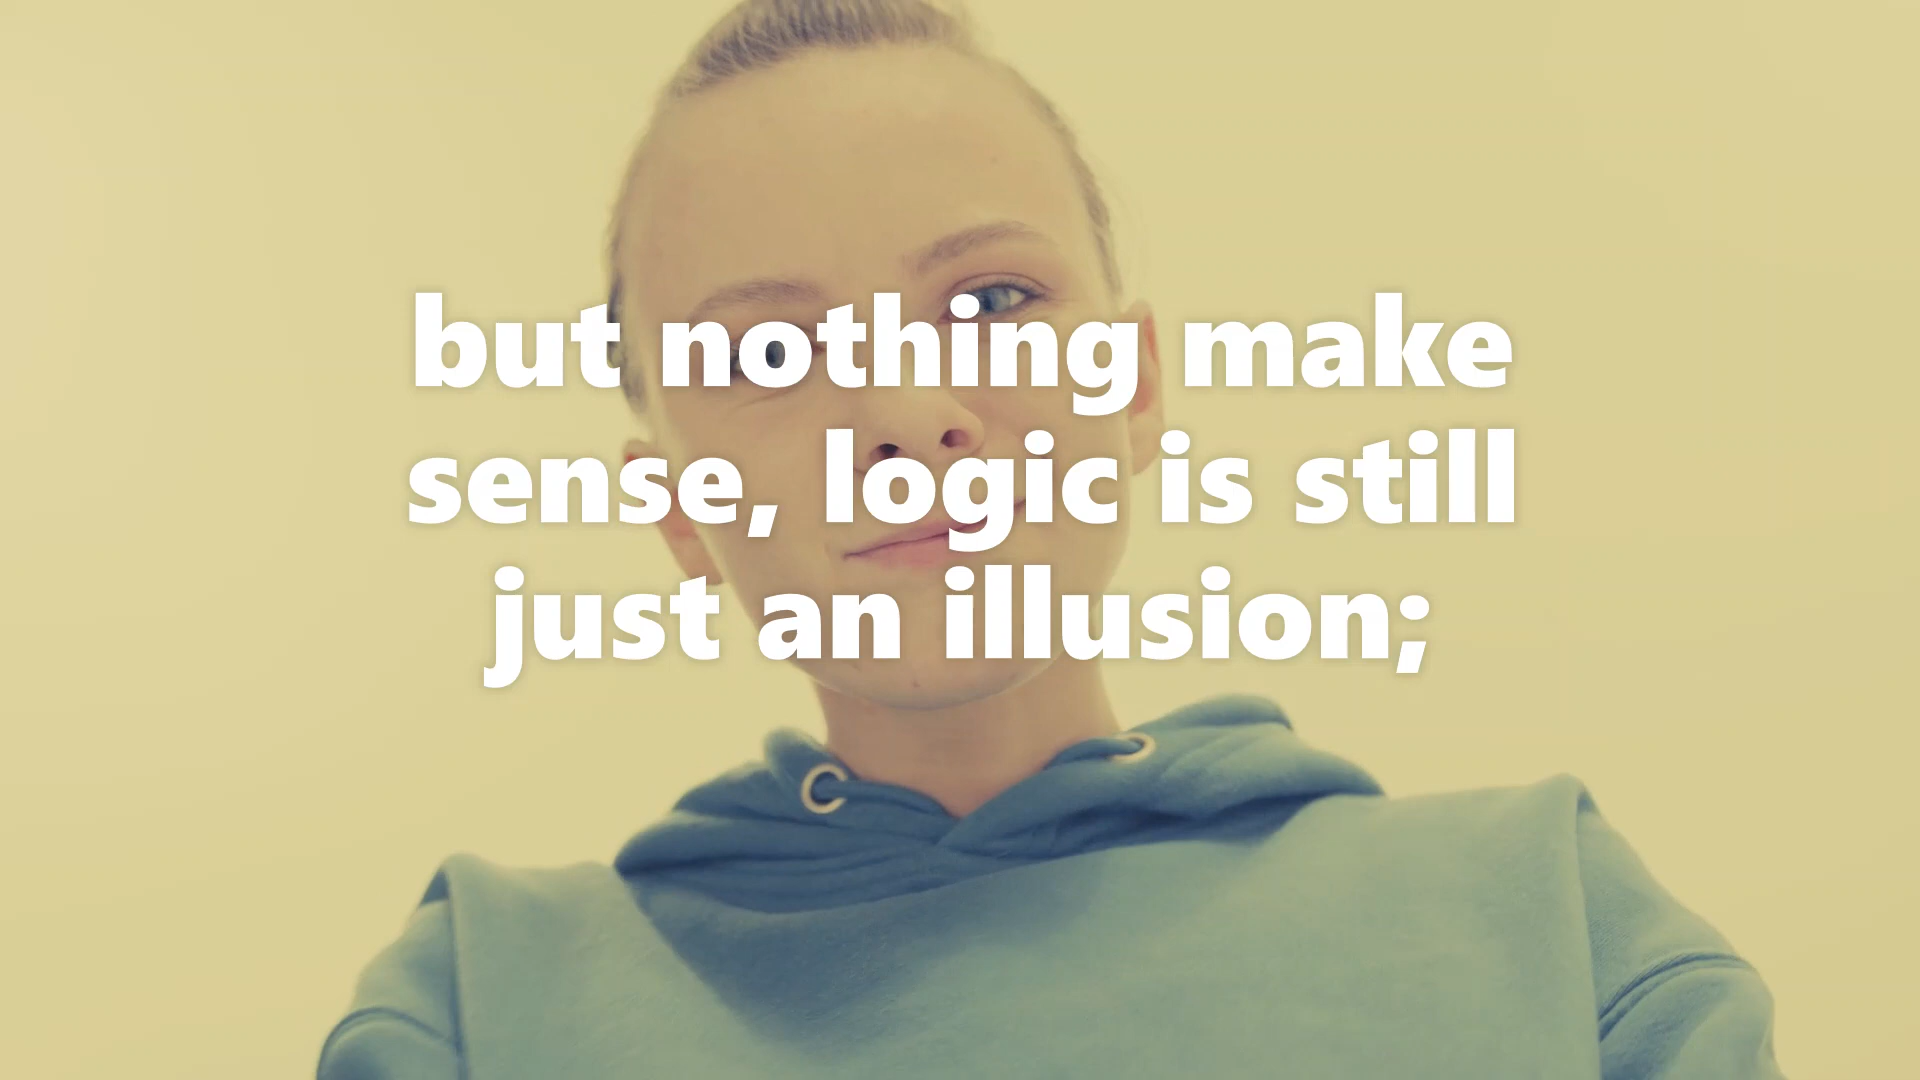 but nothing make
sense, logic is still
just an illusion;